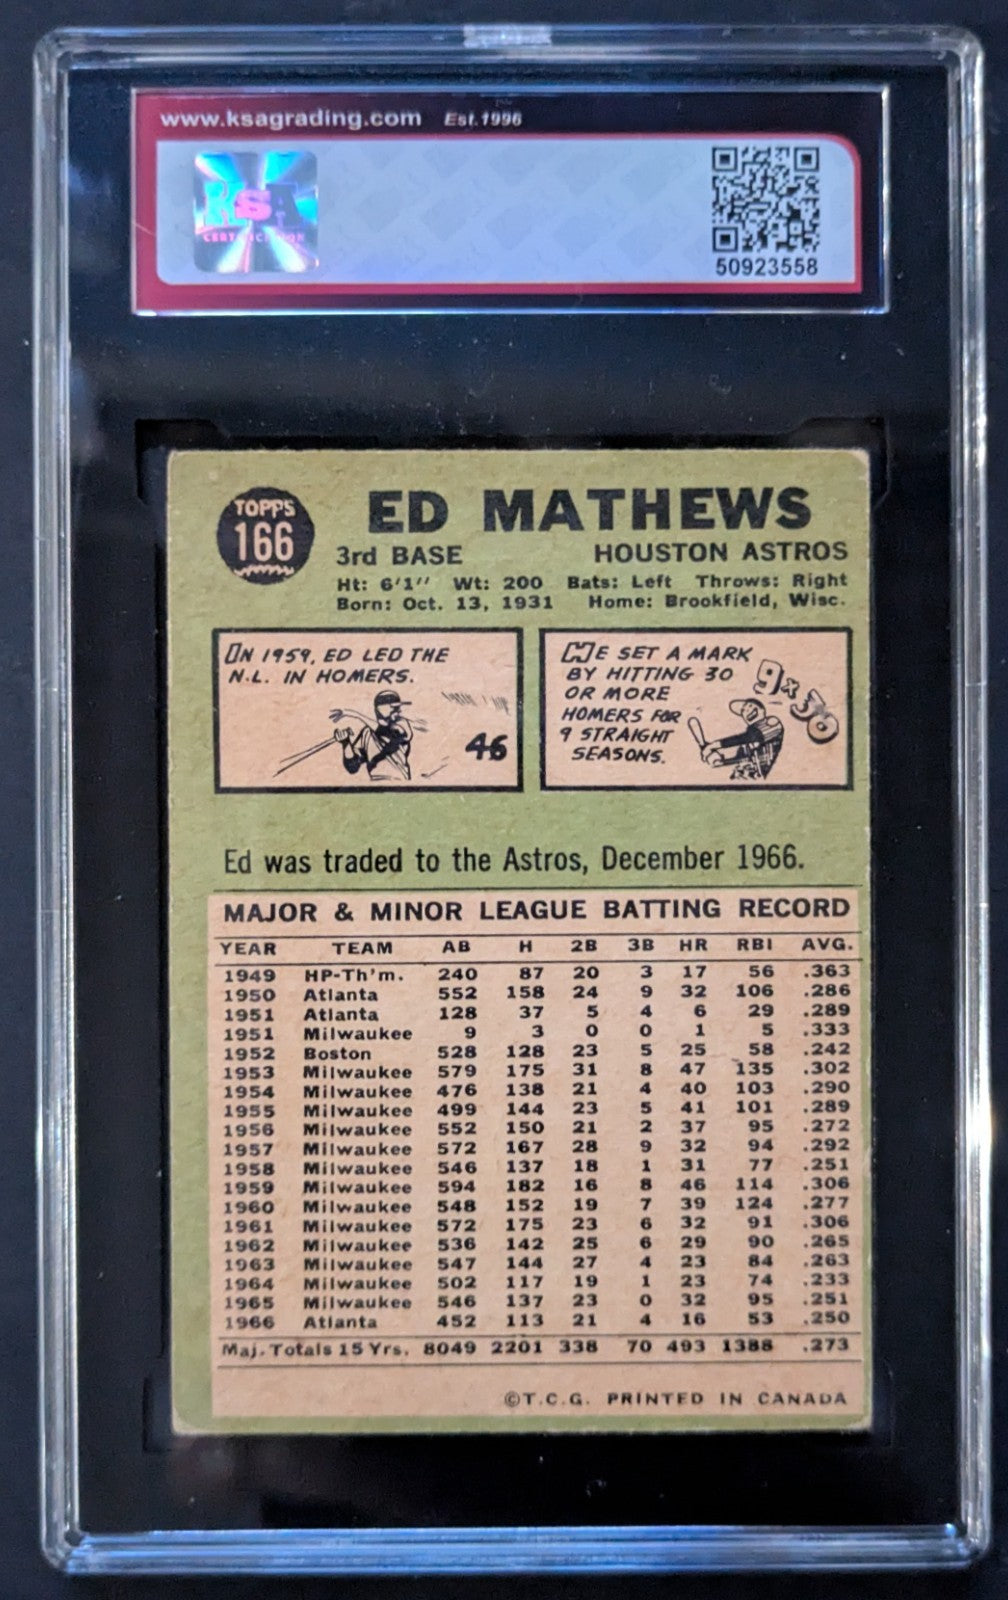 www.ksagrading.com Est.1996
KSA
CERTIFICATION
50923558
TOPPS
166
ED MATHEWS
3rd BASE HOUSTON ASTROS
Ht: 6'1'' Wt: 200 Bats: Left Throws: Right
Born: Oct. 13, 1931 Home: Brookfield, Wisc.
IN 1959, ED LED THE
N.L. IN HOMERS.
46
HE SET A MARK
BY HITTING 30
OR MORE
HOMERS FOR
9 STRAIGHT
SEASONS.
9x30
Ed was traded to the Astros, December 1966.
MAJOR & MINOR LEAGUE BATTING RECORD
YEAR TEAM AB H 2B 3B HR RBI AVG.
1949 HP-Th'm. 240 87 20 3 17 56 .363
1950 Atlanta 552 158 24 9 32 106 .286
1951 Atlanta 128 37 5 4 6 29 .289
1951 Milwaukee 9 3 0 0 1 5 .333
1952 Boston 528 128 23 5 25 58 .242
1953 Milwaukee 579 175 31 8 47 135 .302
1954 Milwaukee 476 138 21 4 40 103 .290
1955 Milwaukee 499 144 23 5 41 101 .289
1956 Milwaukee 552 150 21 2 37 95 .272
1957 Milwaukee 572 167 28 9 32 94 .292
1958 Milwaukee 546 137 18 1 31 77 .251
1959 Milwaukee 594 182 16 8 46 114 .306
1960 Milwaukee 548 152 19 7 39 124 .277
1961 Milwaukee 572 175 23 6 32 91 .306
1962 Milwaukee 536 142 25 6 29 90 .265
1963 Milwaukee 547 144 27 4 23 84 .263
1964 Milwaukee 502 117 19 1 23 74 .233
1965 Milwaukee 546 137 23 0 32 95 .251
1966 Atlanta 452 113 21 4 16 53 .250
Maj. Totals 15 Yrs. 8049 2201 338 70 493 1388 .273
©T.C.G. PRINTED IN CANADA